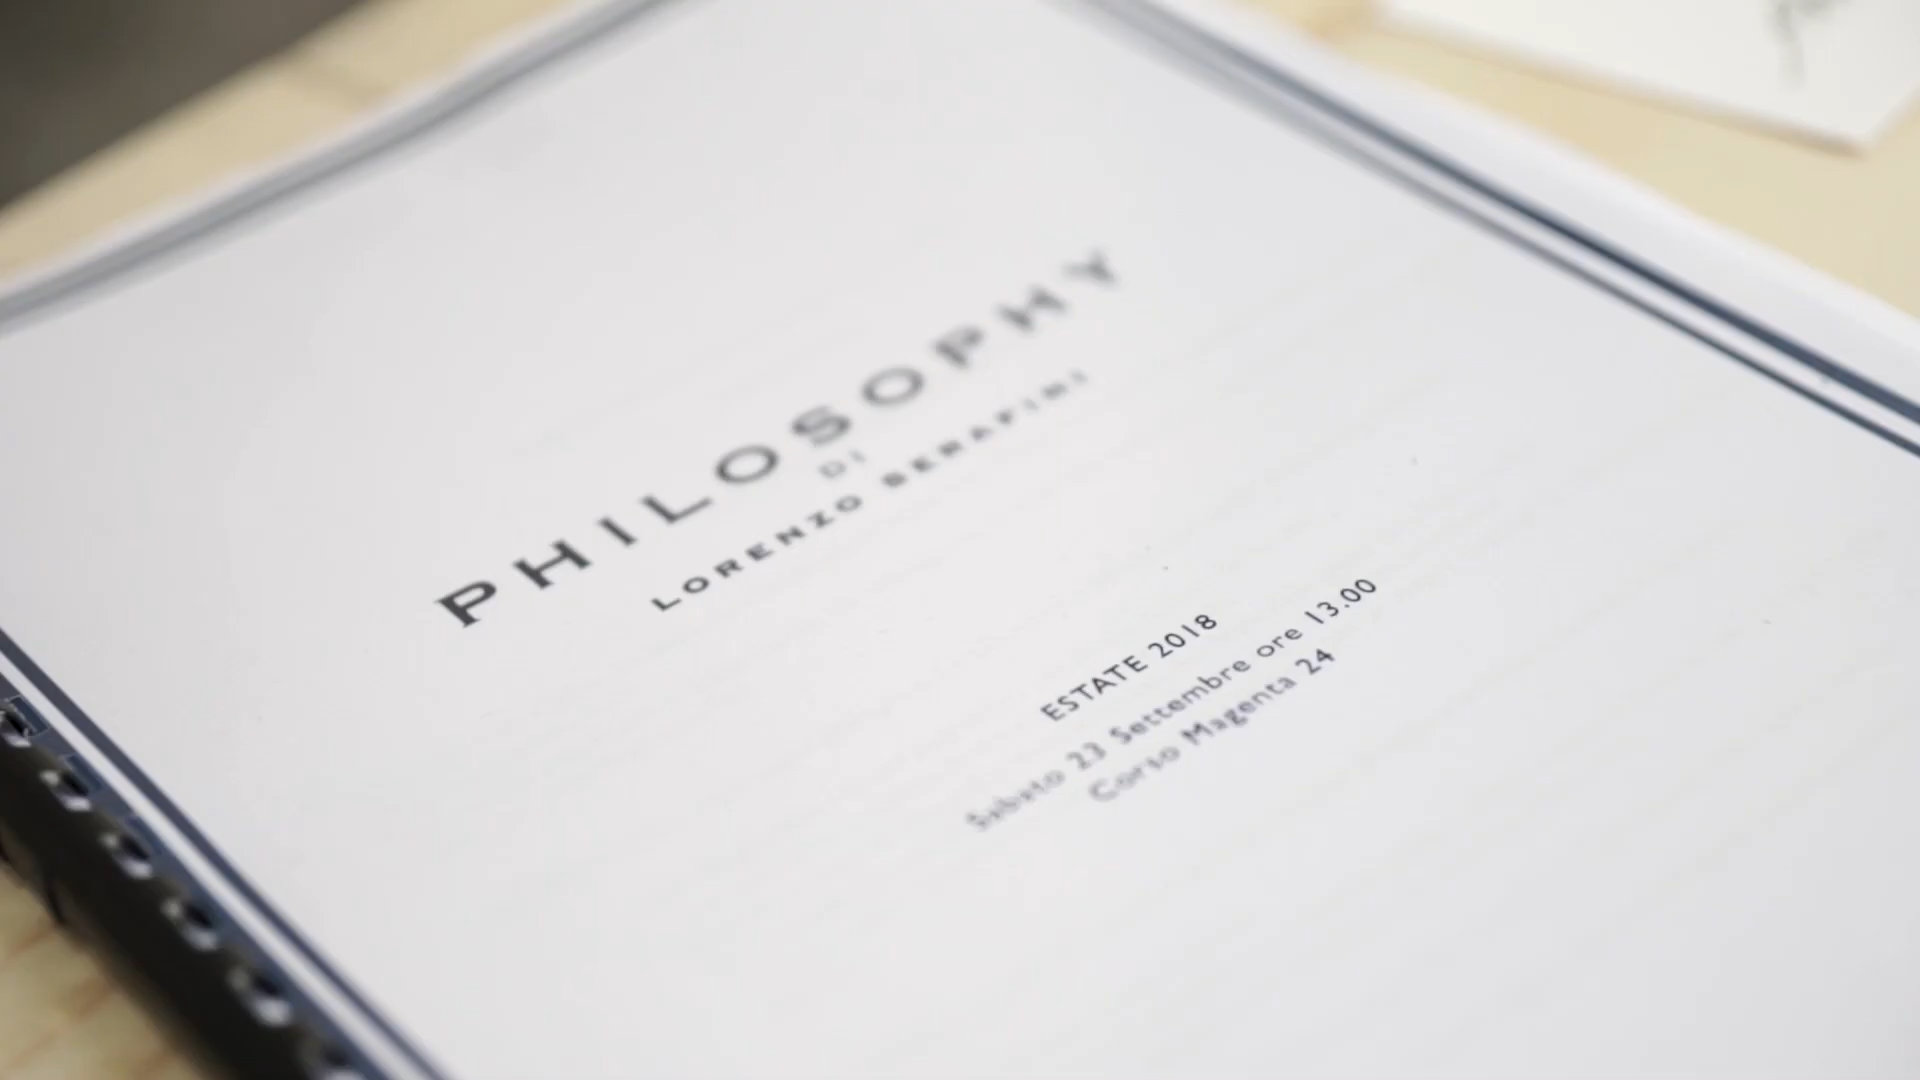 PHILOSOPHY
DI
LORENZO SERAFINI
ESTATE 2018
Sabato 23 Settembre ore 13.00
Corso Magenta 24